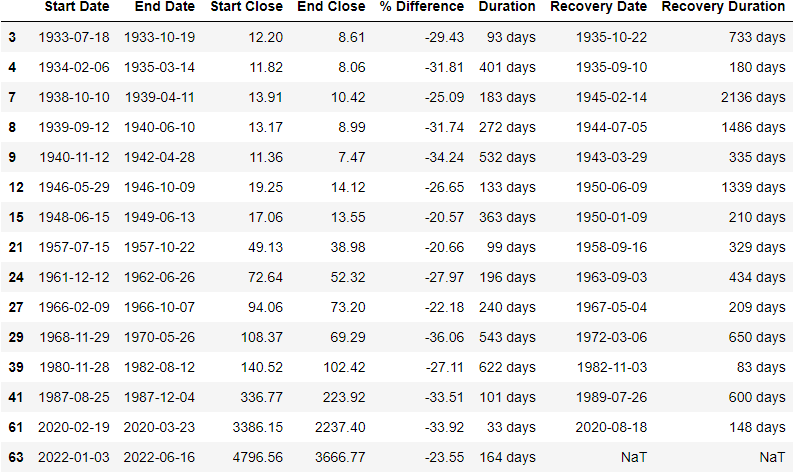 Start Date End Date Start Close End Close % Difference Duration Recovery Date Recovery Duration
3 1933-07-18 1933-10-19 12.20 8.61 -29.43 93 days 1935-10-22 733 days
4 1934-02-06 1935-03-14 11.82 8.06 -31.81 401 days 1935-09-10 180 days
7 1938-10-10 1939-04-11 13.91 10.42 -25.09 183 days 1945-02-14 2136 days
8 1939-09-12 1940-06-10 13.17 8.99 -31.74 272 days 1944-07-05 1486 days
9 1940-11-12 1942-04-28 11.36 7.47 -34.24 532 days 1943-03-29 335 days
12 1946-05-29 1946-10-09 19.25 14.12 -26.65 133 days 1950-06-09 1339 days
15 1948-06-15 1949-06-13 17.06 13.55 -20.57 363 days 1950-01-09 210 days
21 1957-07-15 1957-10-22 49.13 38.98 -20.66 99 days 1958-09-16 329 days
24 1961-12-12 1962-06-26 72.64 52.32 -27.97 196 days 1963-09-03 434 days
27 1966-02-09 1966-10-07 94.06 73.20 -22.18 240 days 1967-05-04 209 days
29 1968-11-29 1970-05-26 108.37 69.29 -36.06 543 days 1972-03-06 650 days
39 1980-11-28 1982-08-12 140.52 102.42 -27.11 622 days 1982-11-03 83 days
41 1987-08-25 1987-12-04 336.77 223.92 -33.51 101 days 1989-07-26 600 days
61 2020-02-19 2020-03-23 3386.15 2237.40 -33.92 33 days 2020-08-18 148 days
63 2022-01-03 2022-06-16 4796.56 3666.77 -23.55 164 days NaT NaT